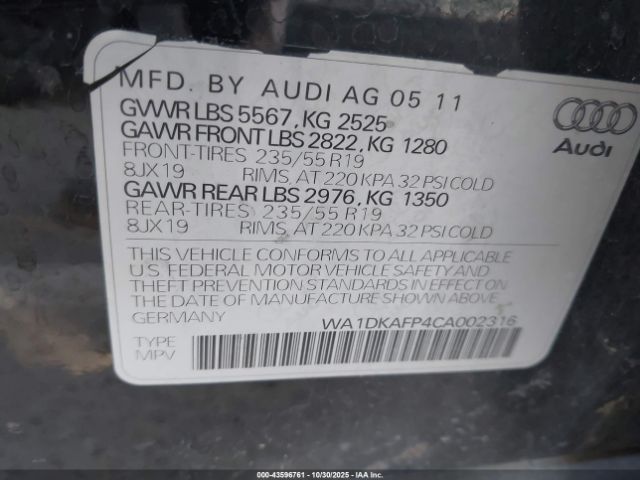 MFD. BY AUDI AG 05 11
GVWR LBS 5567, KG 2525
GAWR FRONT LBS 2822, KG 1280
FRONT-TIRES 235/55 R19
8JX19 RIMS, AT 220 KPA 32 PSI COLD
GAWR REAR LBS 2976, KG 1350
REAR-TIRES 235/55 R19
8JX19 RIMS, AT 220 KPA 32 PSI COLD
THIS VEHICLE CONFORMS TO ALL APPLICABLE
U.S. FEDERAL MOTOR VEHICLE SAFETY AND
THEFT PREVENTION STANDARDS IN EFFECT ON
THE DATE OF MANUFACTURE SHOWN ABOVE.
GERMANY WA1DKAFP4CA002316
TYPE
MPV
Audi
000-43596761 - 10/30/2025 - IAAI.COM